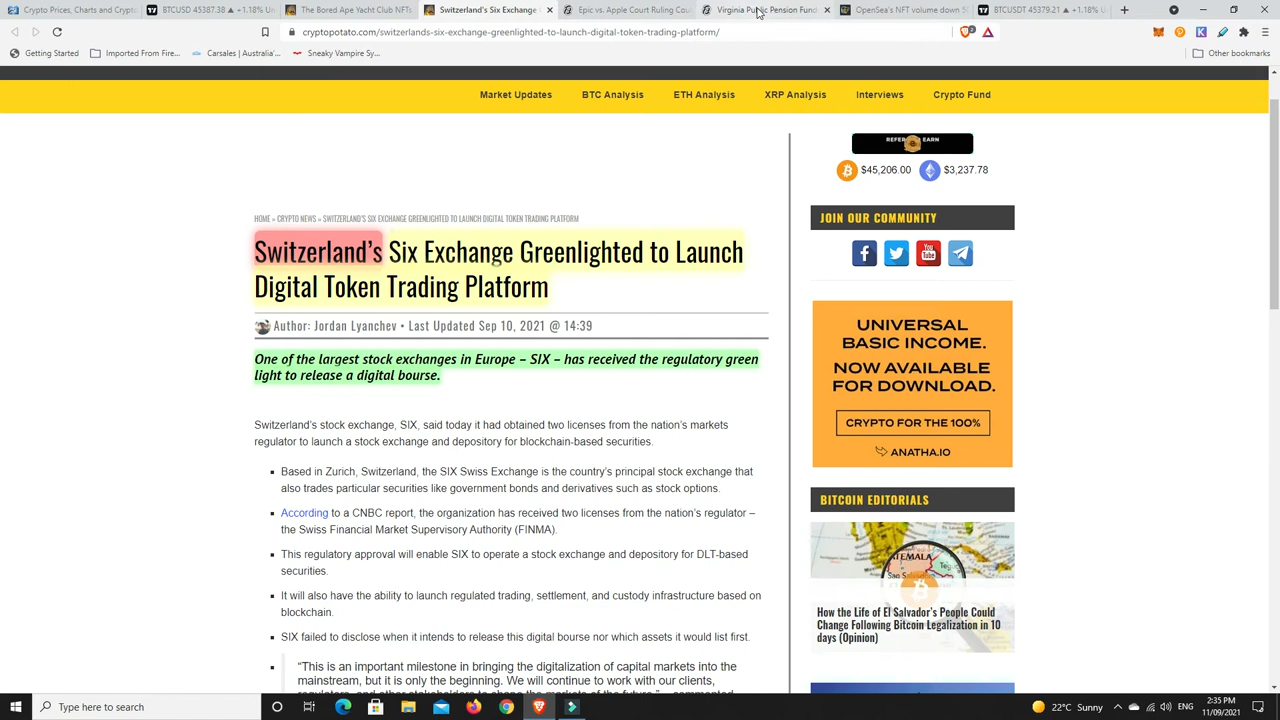 Crypto Prices, Charts and Crypto
BTCUSD 45387.38 ▲ +1.18% Un
The Bored Ape Yacht Club NFTs
Switzerland's Six Exchange
Epic vs. Apple Court Ruling Coul
Virginia Public Pension Fund
OpenSea's NFT volume down 50
BTCUSDT 45379.21 ▲ +1.18% U
cryptopotato.com/switzerlands-six-exchange-greenlighted-to-launch-digital-token-trading-platform/
Getting Started
Imported From Fire...
Carsales | Australia'...
Sneaky Vampire Sy...
Other bookmarks
Market Updates
BTC Analysis
ETH Analysis
XRP Analysis
Interviews
Crypto Fund
HOME » CRYPTO NEWS » SWITZERLAND'S SIX EXCHANGE GREENLIGHTED TO LAUNCH DIGITAL TOKEN TRADING PLATFORM
Switzerland's Six Exchange Greenlighted to Launch
Digital Token Trading Platform
Author: Jordan Lyanchev • Last Updated Sep 10, 2021 @ 14:39
One of the largest stock exchanges in Europe – SIX – has received the regulatory green
light to release a digital bourse.
Switzerland's stock exchange, SIX, said today it had obtained two licenses from the nation's markets
regulator to launch a stock exchange and depository for blockchain-based securities.
Based in Zurich, Switzerland, the SIX Swiss Exchange is the country's principal stock exchange that
also trades particular securities like government bonds and derivatives such as stock options.
According to a CNBC report, the organization has received two licenses from the nation's regulator –
the Swiss Financial Market Supervisory Authority (FINMA).
This regulatory approval will enable SIX to operate a stock exchange and depository for DLT-based
securities.
It will also have the ability to launch regulated trading, settlement, and custody infrastructure based on
blockchain.
SIX failed to disclose when it intends to release this digital bourse nor which assets it would list first.
"This is an important milestone in bringing the digitalization of capital markets into the
mainstream, but it is only the beginning. We will continue to work with our clients,
$45,206.00
$3,237.78
JOIN OUR COMMUNITY
You
Tube
UNIVERSAL
BASIC INCOME.
NOW AVAILABLE
FOR DOWNLOAD.
CRYPTO FOR THE 100%
ANATHA.IO
BITCOIN EDITORIALS
How the Life of El Salvador's People Could
Change Following Bitcoin Legalization in 10
days (Opinion)
Type here to search
22°C Sunny
ENG
2:35 PM
11/09/2021